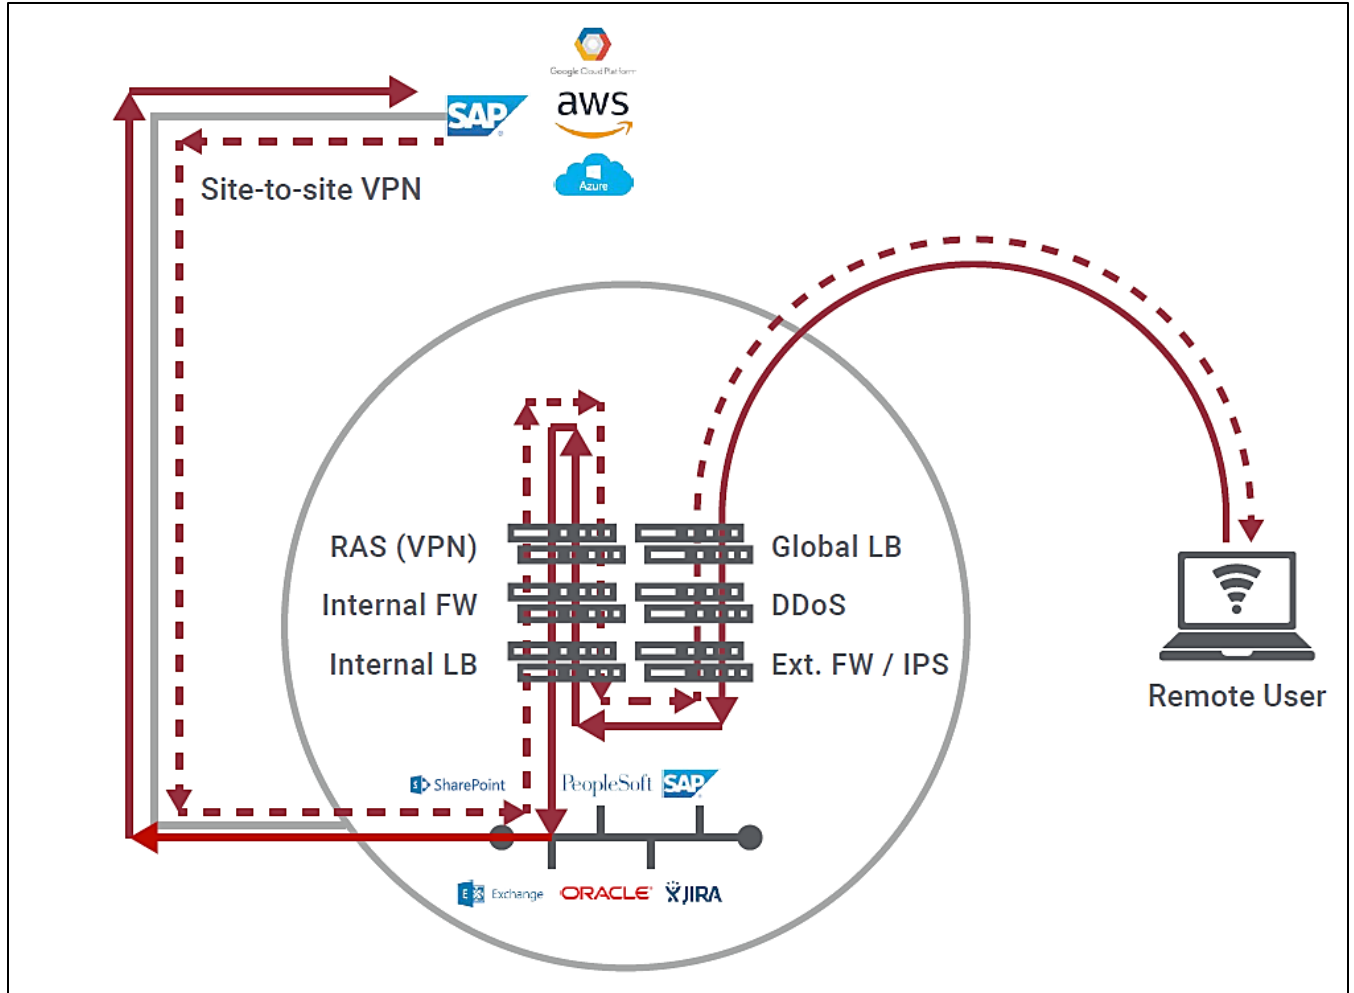 Google Cloud Platform
SAP
aws
Azure
Site-to-site VPN
RAS (VPN)
Global LB
Internal FW
DDoS
Internal LB
Ext. FW / IPS
Remote User
S
SharePoint
PeopleSoft
SAP
E
Exchange
ORACLE
JIRA